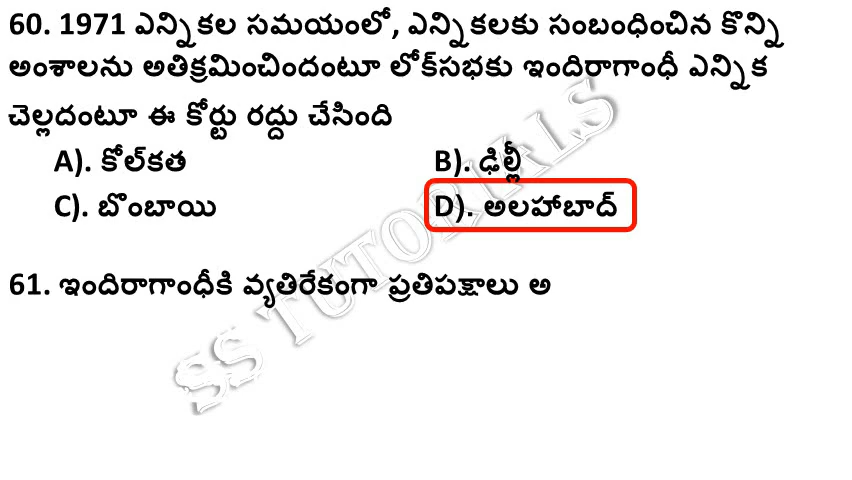 60. 1971 ఎన్నికల సమయంలో, ఎన్నికలకు సంబంధించిన కొన్ని
అంశాలను అతిక్రమించిందంటూ లోక్‌సభకు ఇందిరాగాంధీ ఎన్నిక
చెల్లదంటూ ఈ కోర్టు రద్దు చేసింది
A). కోల్‌కత B). ఢిల్లీ
C). బొంబాయి D). అలహాబాద్
61. ఇందిరాగాంధీకి వ్యతిరేకంగా ప్రతిపక్షాలు అ
SS TUTORIALS